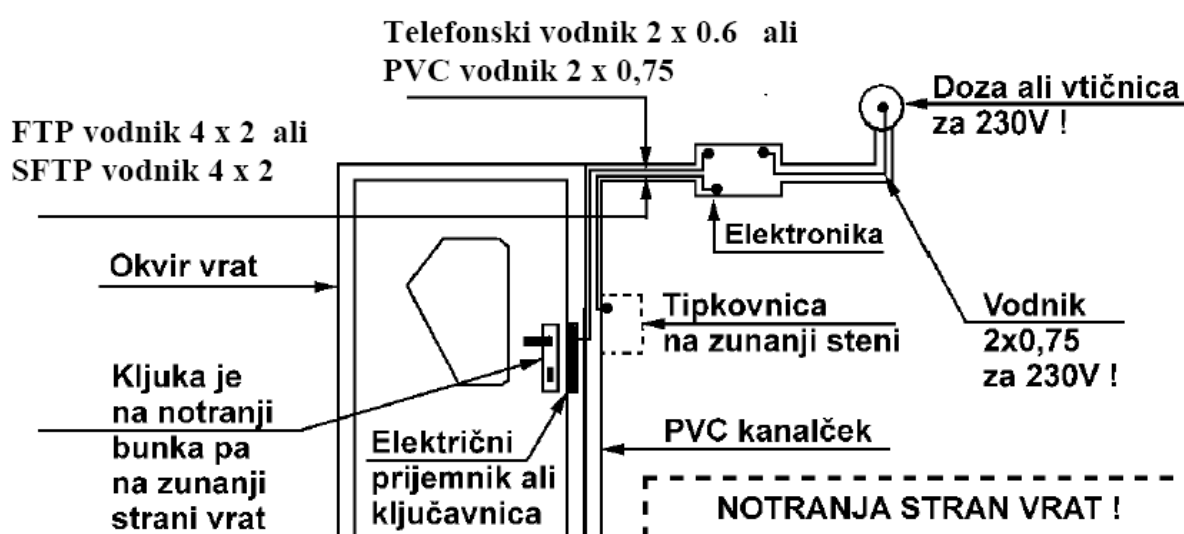 Telefonski vodnik 2 x 0.6 ali
PVC vodnik 2 x 0,75
FTP vodnik 4 x 2 ali
SFTP vodnik 4 x 2
Doza ali vtičnica
za 230V !
Elektronika
Okvir vrat
Tipkovnica
na zunanji steni
Vodnik
2x0,75
za 230V !
Kljuka je
na notranji
bunka pa
na zunanji
strani vrat
Električni
prijemnik ali
ključavnica
PVC kanalček
NOTRANJA STRAN VRAT !